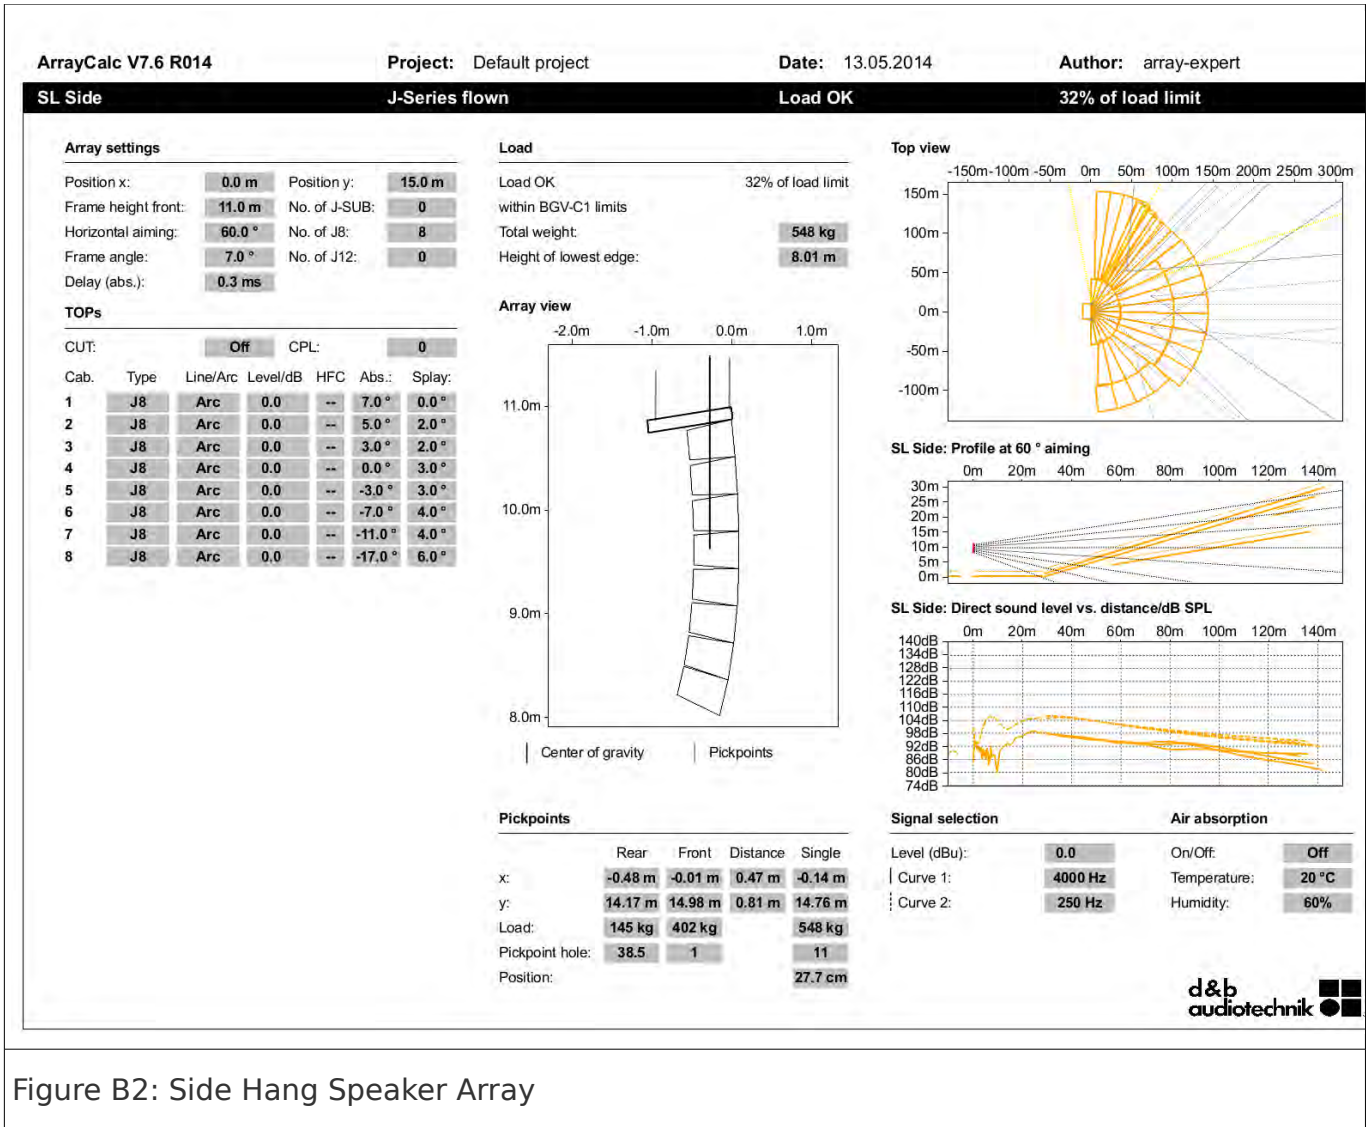 ArrayCalc V7.6 R014 Project: Default project Date: 13.05.2014 Author: array-expert
SL Side J-Series flown Load OK 32% of load limit
Array settings
Position x: 0.0 m Position y: 15.0 m
Frame height front: 11.0 m No. of J-SUB: 0
Horizontal aiming: 60.0 ° No. of J8: 8
Frame angle: 7.0 ° No. of J12: 0
Delay (abs.): 0.3 ms
TOPs
CUT: Off CPL: 0
Cab. Type Line/Arc Level/dB HFC Abs.: Splay:
1 J8 Arc 0.0 -- 7.0 ° 0.0 °
2 J8 Arc 0.0 -- 5.0 ° 2.0 °
3 J8 Arc 0.0 -- 3.0 ° 2.0 °
4 J8 Arc 0.0 -- 0.0 ° 3.0 °
5 J8 Arc 0.0 -- -3.0 ° 3.0 °
6 J8 Arc 0.0 -- -7.0 ° 4.0 °
7 J8 Arc 0.0 -- -11.0 ° 4.0 °
8 J8 Arc 0.0 -- -17.0 ° 6.0 °
Load
Load OK 32% of load limit
within BGV-C1 limits
Total weight: 548 kg
Height of lowest edge: 8.01 m
Array view
-2.0m -1.0m 0.0m 1.0m
11.0m
10.0m
9.0m
8.0m
Center of gravity Pickpoints
Pickpoints
Rear Front Distance Single
x: -0.48 m -0.01 m 0.47 m -0.14 m
y: 14.17 m 14.98 m 0.81 m 14.76 m
Load: 145 kg 402 kg 548 kg
Pickpoint hole: 38.5 1 11
Position: 27.7 cm
Top view
-150m -100m -50m 0m 50m 100m 150m 200m 250m 300m
150m
100m
50m
0m
-50m
-100m
SL Side: Profile at 60 ° aiming
0m 20m 40m 60m 80m 100m 120m 140m
30m
25m
20m
15m
10m
5m
0m
SL Side: Direct sound level vs. distance/dB SPL
0m 20m 40m 60m 80m 100m 120m 140m
140dB
134dB
128dB
122dB
116dB
110dB
104dB
98dB
92dB
86dB
80dB
74dB
Signal selection
Level (dBu): 0.0
Curve 1: 4000 Hz
Curve 2: 250 Hz
Air absorption
On/Off: Off
Temperature: 20 °C
Humidity: 60%
d&b
audiotechnik
Figure B2: Side Hang Speaker Array